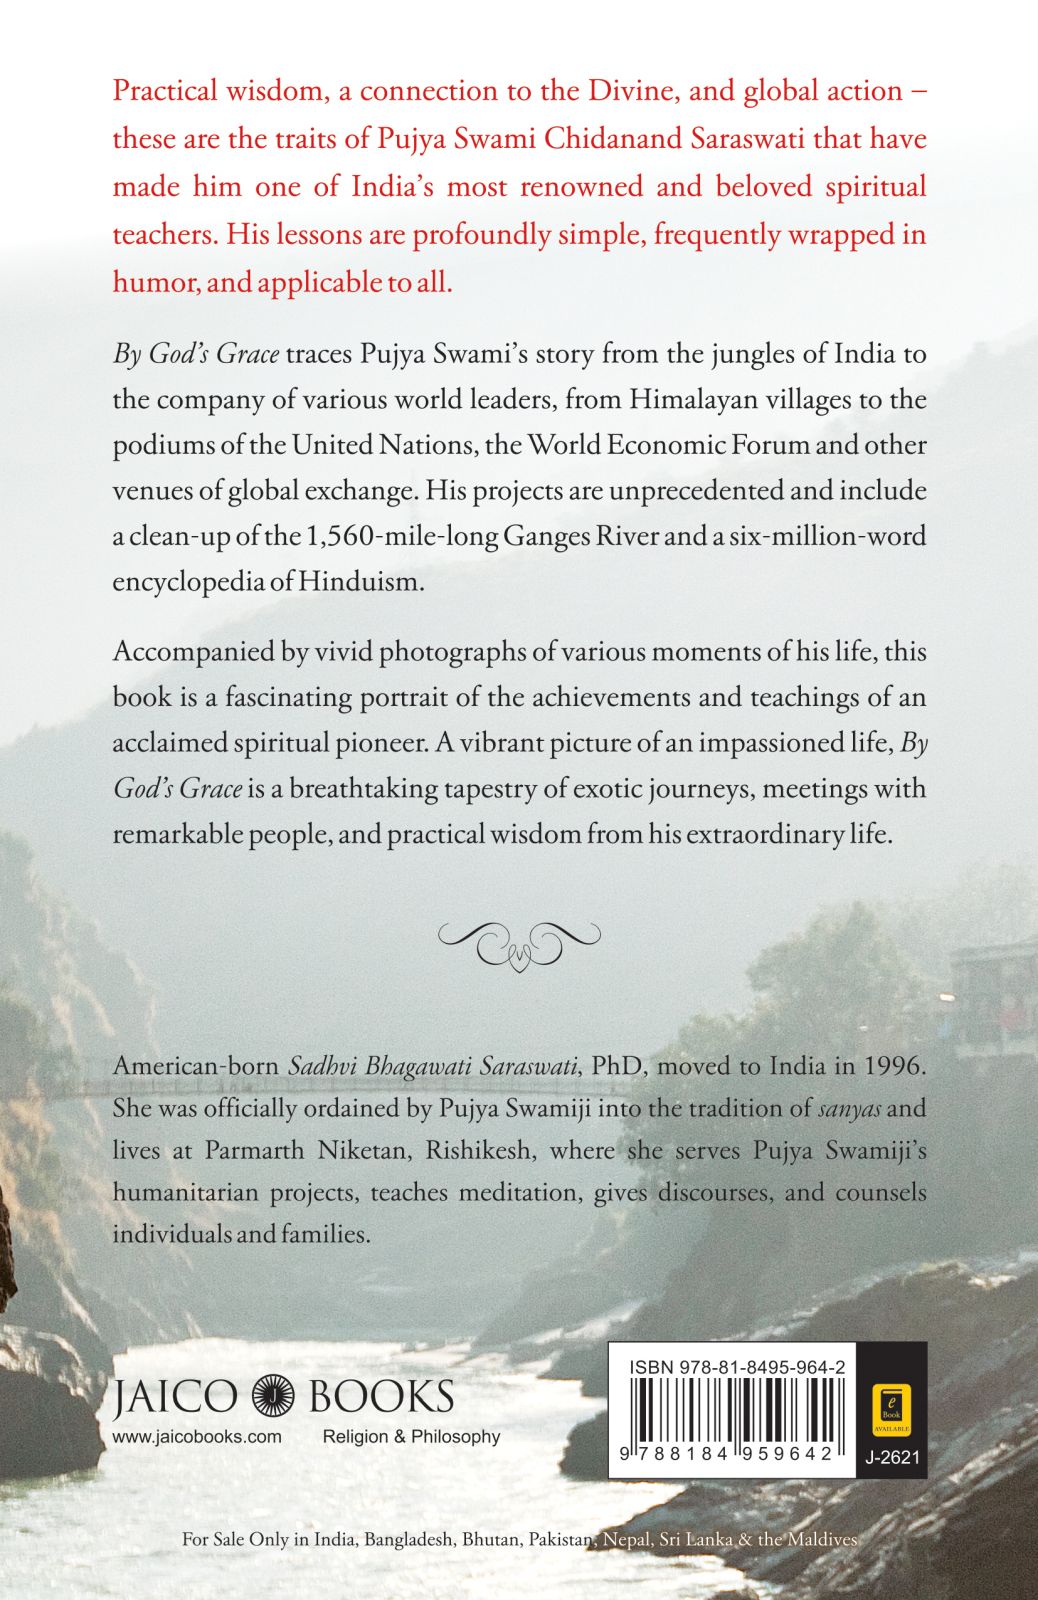 Practical wisdom, a connection to the Divine, and global action –
these are the traits of Pujya Swami Chidanand Saraswati that have
made him one of India's most renowned and beloved spiritual
teachers. His lessons are profoundly simple, frequently wrapped in
humor, and applicable to all.
By God's Grace traces Pujya Swami's story from the jungles of India to
the company of various world leaders, from Himalayan villages to the
podiums of the United Nations, the World Economic Forum and other
venues of global exchange. His projects are unprecedented and include
a clean-up of the 1,560-mile-long Ganges River and a six-million-word
encyclopedia of Hinduism.
Accompanied by vivid photographs of various moments of his life, this
book is a fascinating portrait of the achievements and teachings of an
acclaimed spiritual pioneer. A vibrant picture of an impassioned life, By
God's Grace is a breathtaking tapestry of exotic journeys, meetings with
remarkable people, and practical wisdom from his extraordinary life.
American-born Sadhvi Bhagawati Saraswati, PhD, moved to India in 1996.
She was officially ordained by Pujya Swamiji into the tradition of sanyas and
lives at Parmarth Niketan, Rishikesh, where she serves Pujya Swamiji's
humanitarian projects, teaches meditation, gives discourses, and counsels
individuals and families.
JAICO J BOOKS
www.jaicobooks.com Religion & Philosophy
ISBN 978-81-8495-964-2
9 788184 959642
e
Book
AVAILABLE
J-2621
For Sale Only in India, Bangladesh, Bhutan, Pakistan, Nepal, Sri Lanka & the Maldives